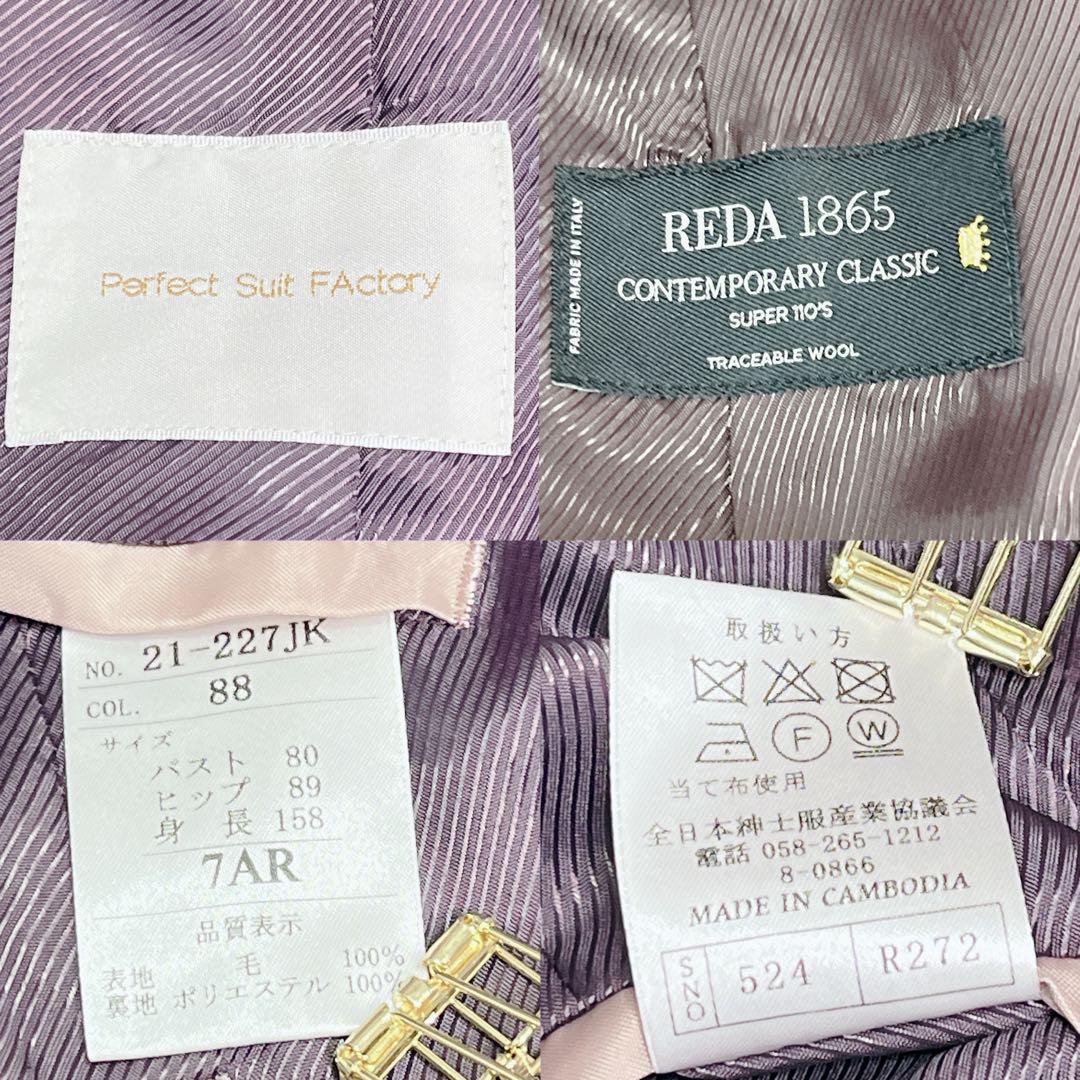 Perfect Suit FActory
FABRIC MADE IN ITALY
REDA 1865
CONTEMPORARY CLASSIC
SUPER 110'S
TRACEABLE WOOL
NO. 21-227JK
COL. 88
サイズ
バスト 80
ヒップ 89
身長 158
7AR
品質表示
表地 毛 100%
裏地 ポリエステル 100%
取扱い方
F W
当て布使用
全日本紳士服産業協議会
電話 058-265-1212
8-0866
MADE IN CAMBODIA
SNO 524 R272